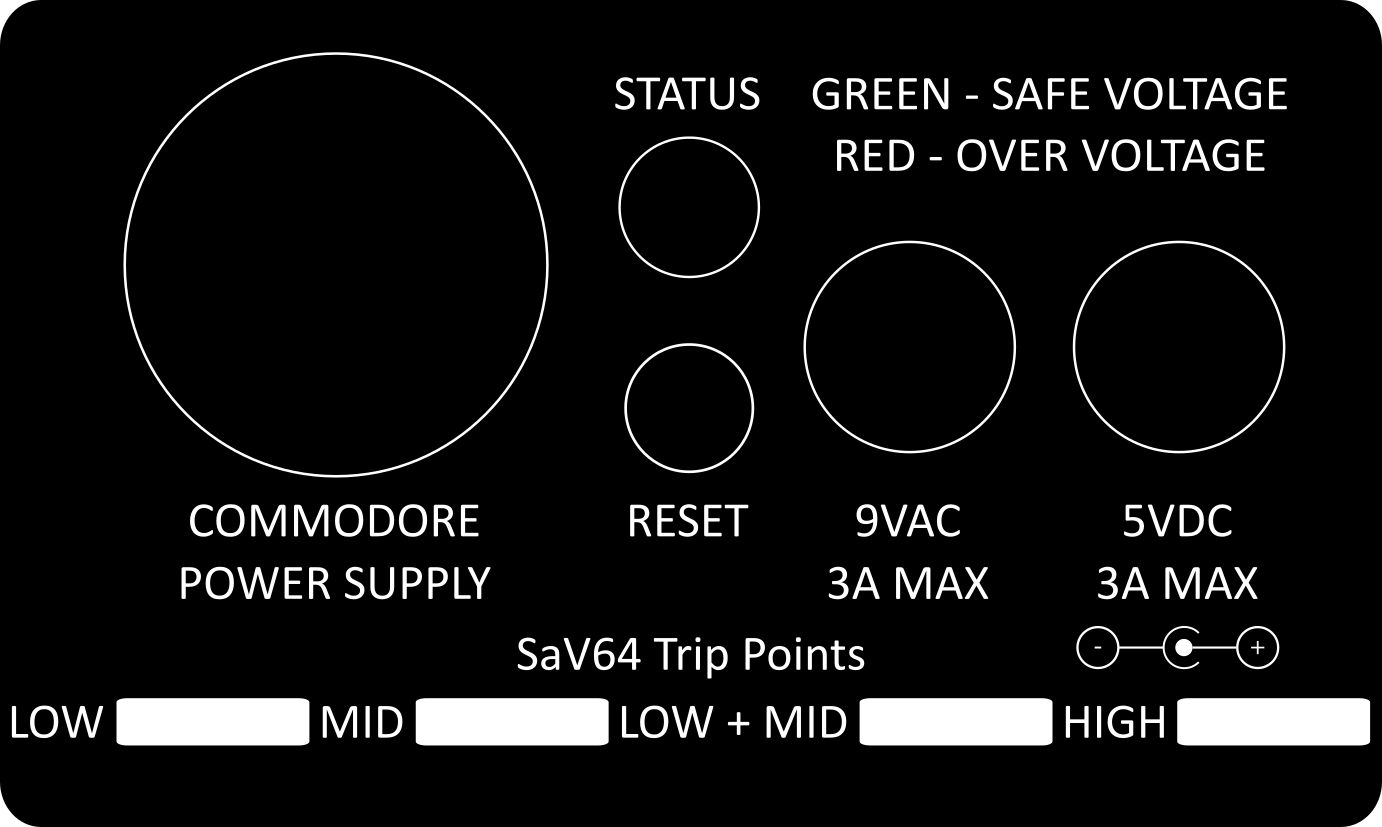 STATUS
GREEN - SAFE VOLTAGE
RED - OVER VOLTAGE
COMMODORE
POWER SUPPLY
RESET
9VAC
3A MAX
5VDC
3A MAX
- +
SaV64 Trip Points
LOW MID LOW + MID HIGH